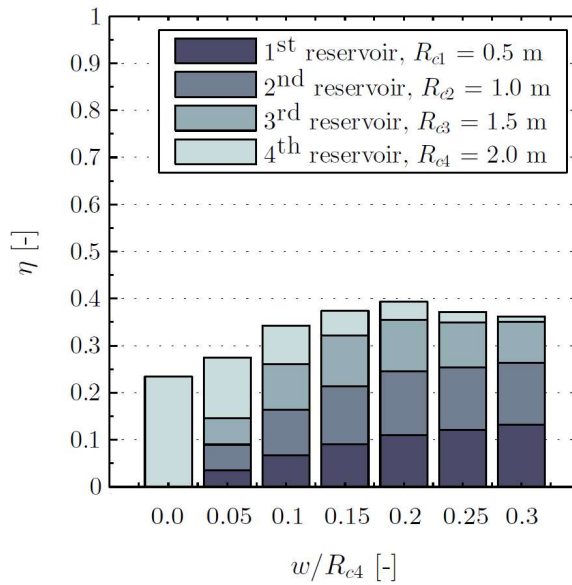 1
0.9
0.8
0.7
0.6
0.5
0.4
0.3
0.2
0.1
0
η [-]
1st reservoir, Rc1 = 0.5 m
2nd reservoir, Rc2 = 1.0 m
3rd reservoir, Rc3 = 1.5 m
4th reservoir, Rc4 = 2.0 m
0.0 0.05 0.1 0.15 0.2 0.25 0.3
w/Rc4 [-]